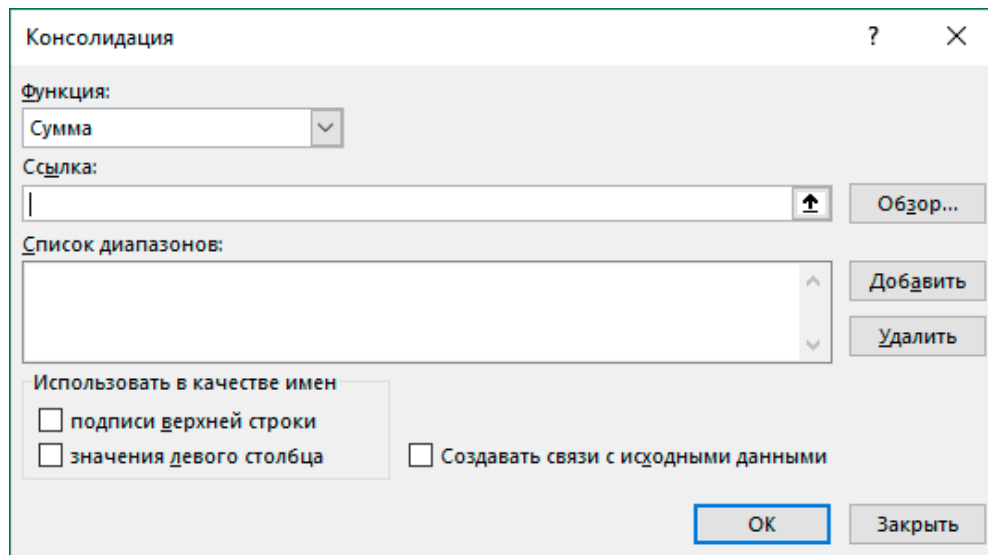 Консолидация ?
Функция:
Сумма
Ссылка:
Обзор...
Список диапазонов:
Добавить
Удалить
Использовать в качестве имен
подписи верхней строки
значения левого столбца
Создавать связи с исходными данными
ОК
Закрыть